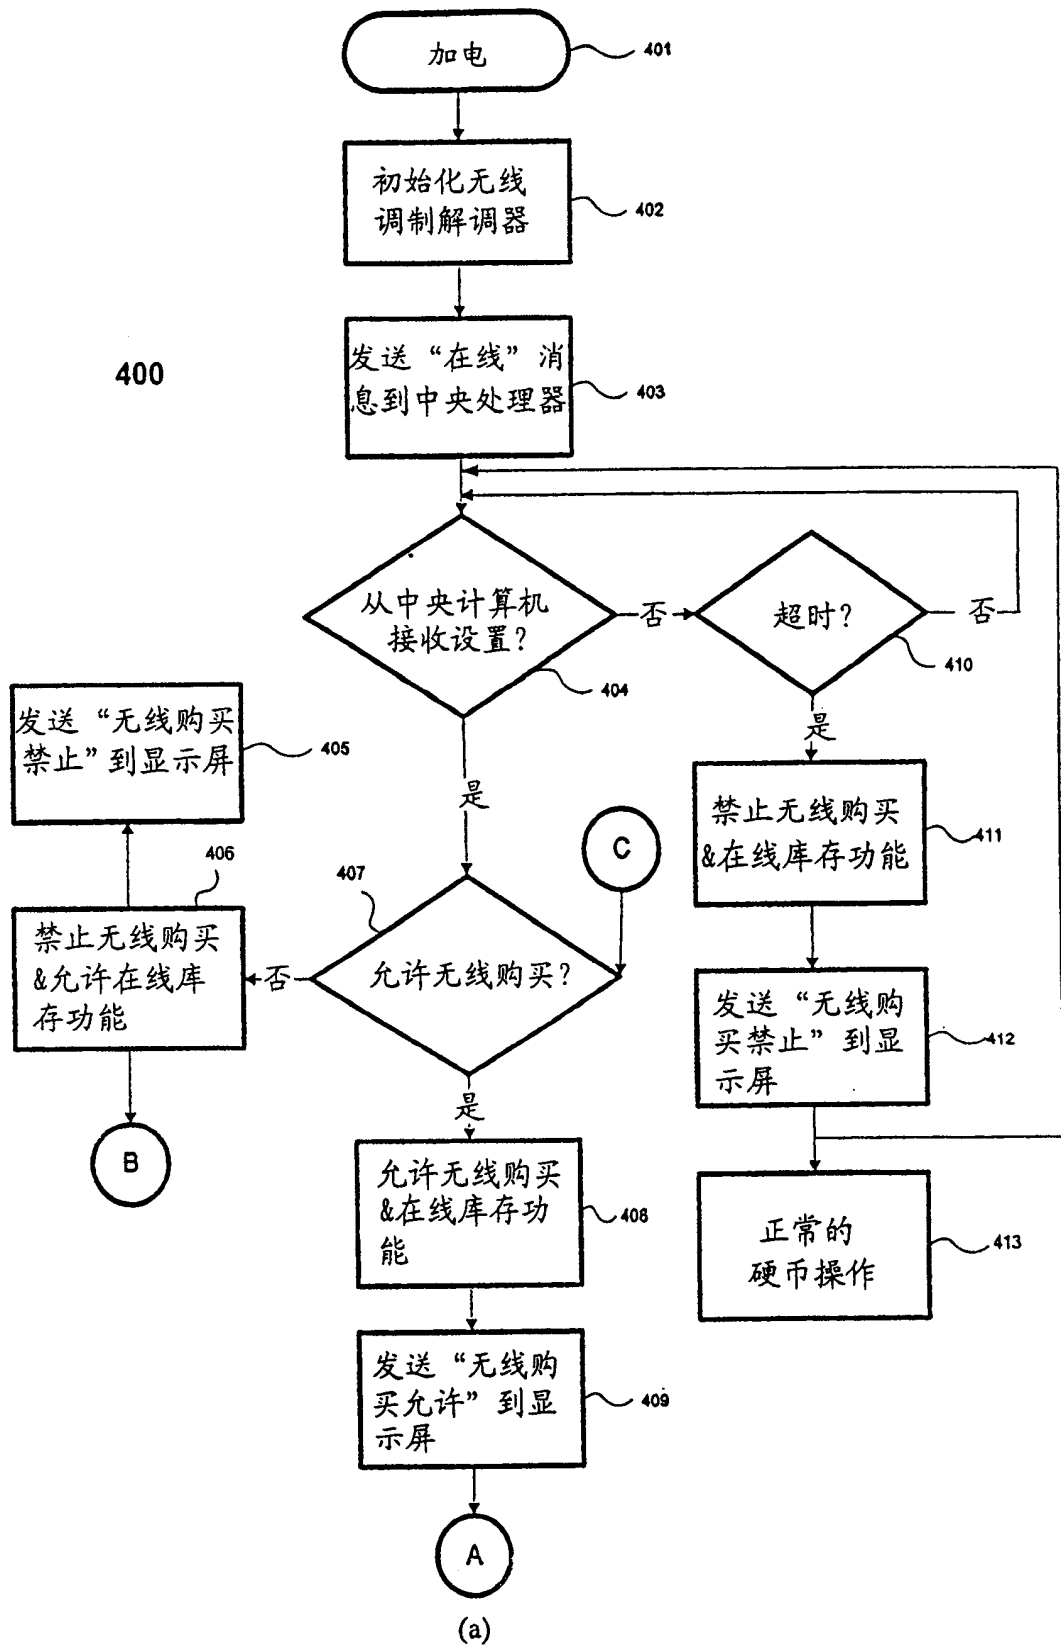 加电
401
初始化无线
调制解调器
402
400
发送“在线”消
息到中央处理器
403
从中央计算机
接收设置?
404
否
超时?
410
否
是
是
发送“无线购买
禁止”到显示屏
405
406
禁止无线购买
&允许在线库
存功能
B
否
407
允许无线购买?
C
禁止无线购买
&在线库存功能
411
发送“无线购
买禁止”到显
示屏
412
正常的
硬币操作
413
是
允许无线购买
&在线库存功
能
408
发送“无线购
买允许”到显
示屏
409
A
(a)